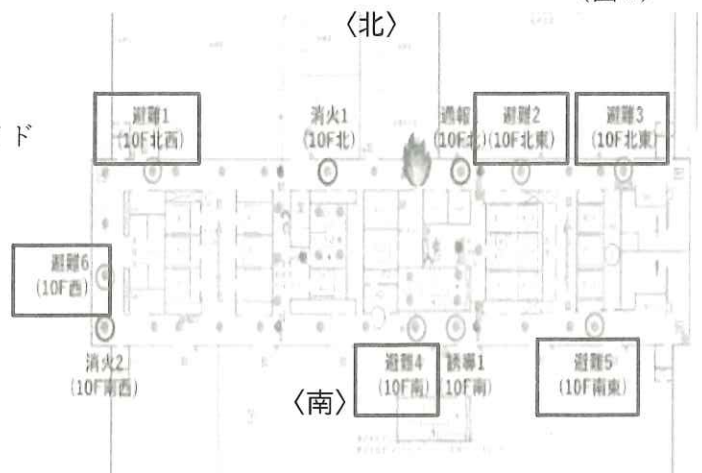 〈北〉
ド
避難1
(10F北西)
消火1
(10F北)
通報
(10F北)
避難2
(10F北東)
避難3
(10F北東)
避難6
(10F西)
消火2
(10F南西)
〈南〉
避難4
(10F南)
誘導1
(10F南)
避難5
(10F南東)